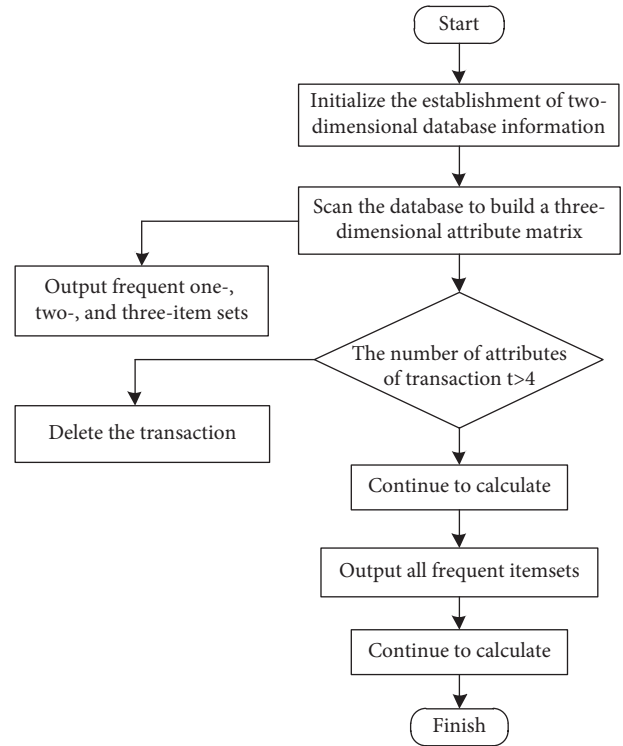 Start
Initialize the establishment of two-
dimensional database information
Scan the database to build a three-
dimensional attribute matrix
Output frequent one-,
two-, and three-item sets
The number of attributes
of transaction t>4
Delete the transaction
Continue to calculate
Output all frequent itemsets
Continue to calculate
Finish